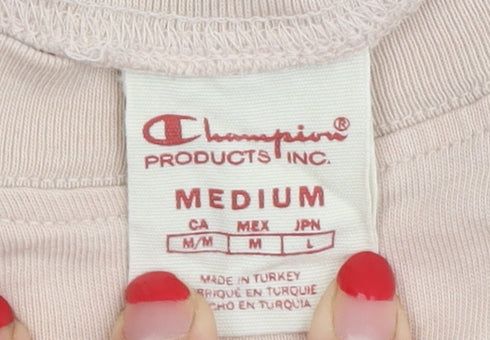 Champion®
PRODUCTS INC.
MEDIUM
CA MEX JPN
M/M M L
MADE IN TURKEY
EN TURQUIE
EN TURQUIA